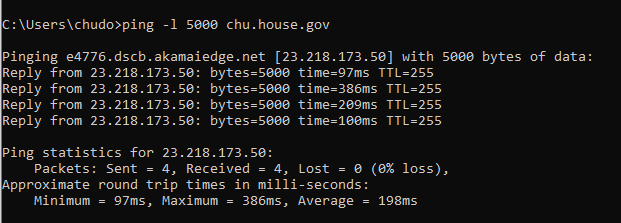 C:\Users\chudo>ping -l 5000 chu.house.gov
Pinging e4776.dscb.akamaiedge.net [23.218.173.50] with 5000 bytes of data:
Reply from 23.218.173.50: bytes=5000 time=97ms TTL=255
Reply from 23.218.173.50: bytes=5000 time=386ms TTL=255
Reply from 23.218.173.50: bytes=5000 time=209ms TTL=255
Reply from 23.218.173.50: bytes=5000 time=100ms TTL=255
Ping statistics for 23.218.173.50:
    Packets: Sent = 4, Received = 4, Lost = 0 (0% loss),
Approximate round trip times in milli-seconds:
    Minimum = 97ms, Maximum = 386ms, Average = 198ms